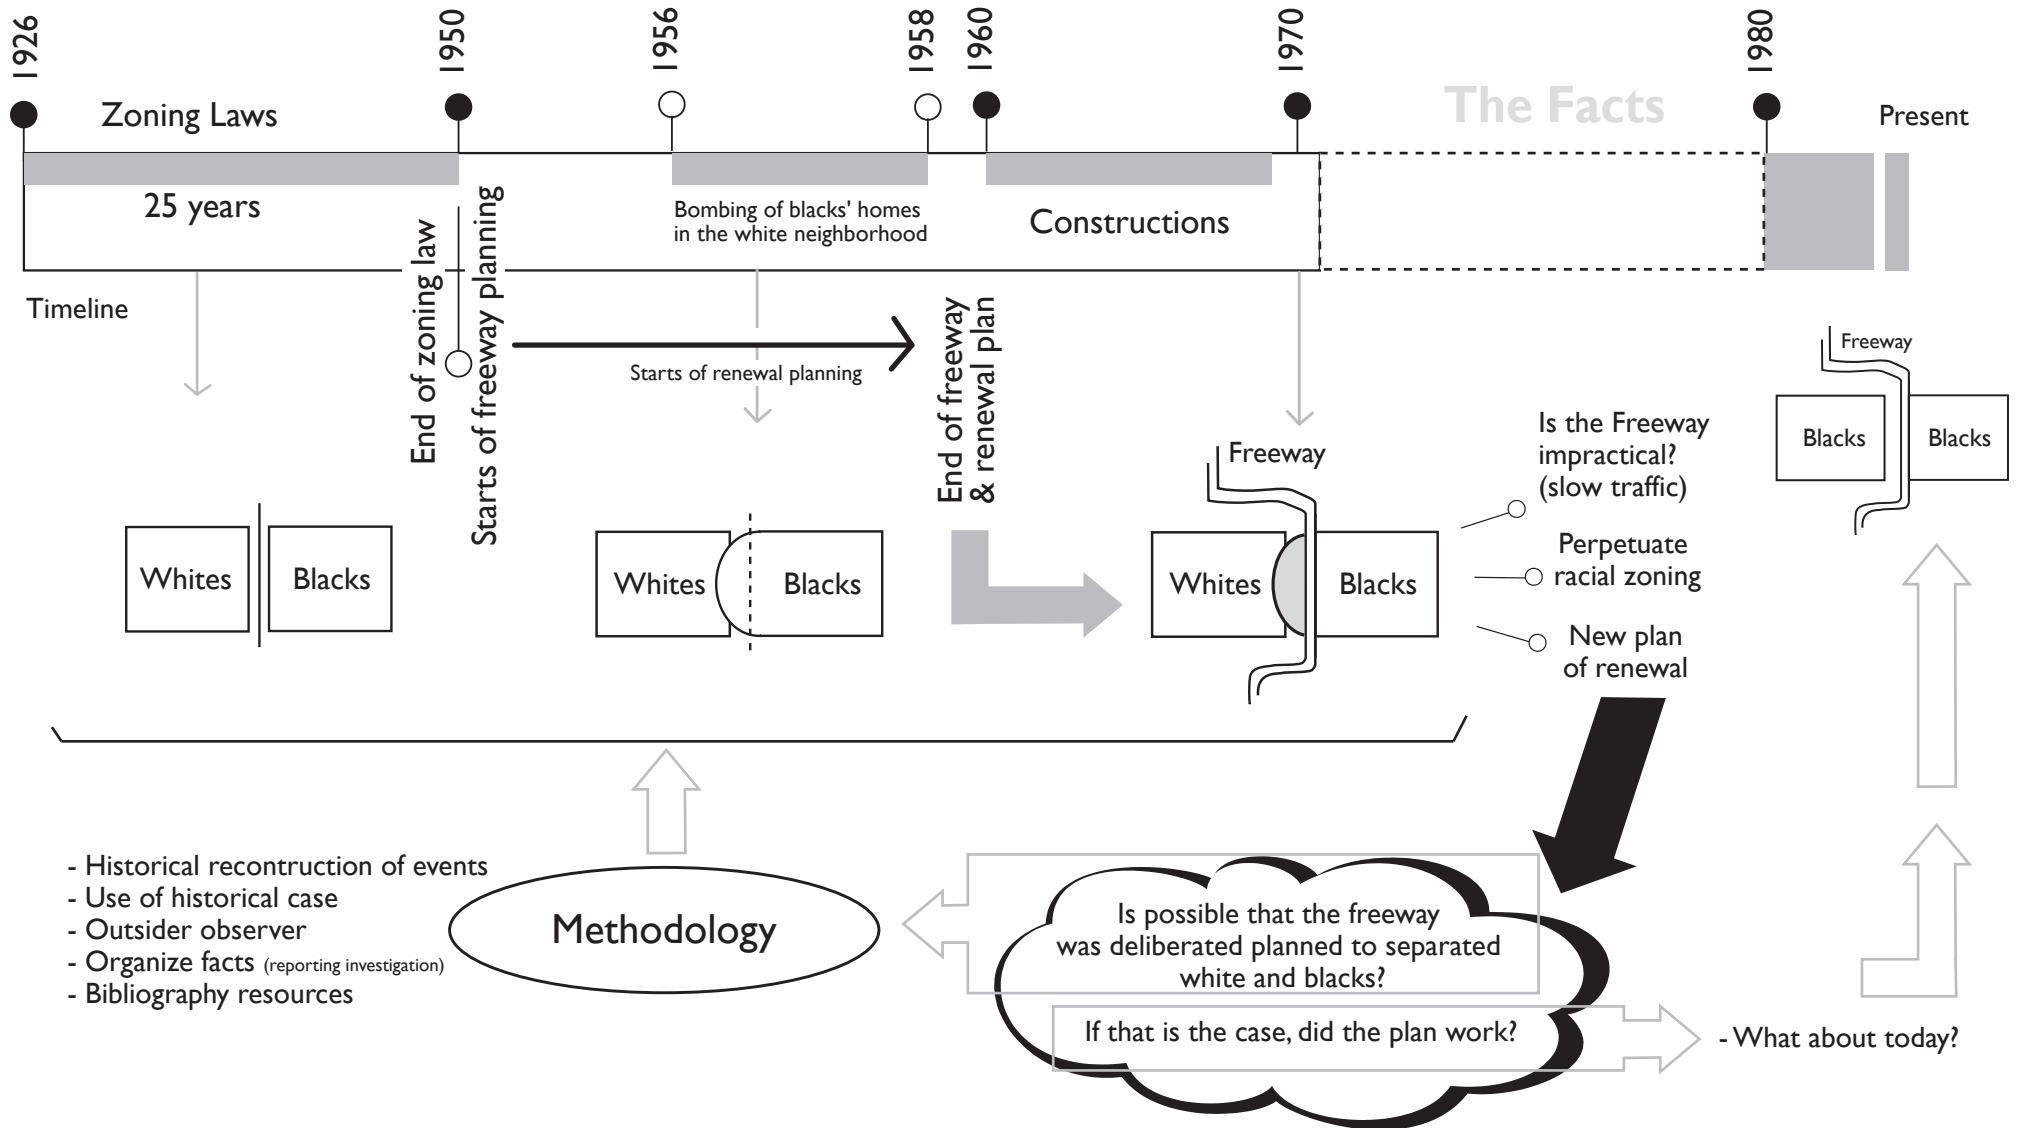 1926
1950
1956
1958
1960
1970
1980
Zoning Laws
The Facts
Present
25 years
Bombing of blacks' homes
in the white neighborhood
Constructions
Timeline
End of zoning law
Starts of freeway planning
Starts of renewal planning
End of freeway
& renewal plan
Freeway
Blacks
Blacks
Is the Freeway
impractical?
(slow traffic)
Freeway
Whites
Blacks
Whites
Blacks
Whites
Blacks
Perpetuate
racial zoning
New plan
of renewal
- Historical recontruction of events
- Use of historical case
- Outsider observer
- Organize facts (reporting investigation)
- Bibliography resources
Methodology
Is possible that the freeway
was deliberated planned to separated
white and blacks?
If that is the case, did the plan work?
- What about today?